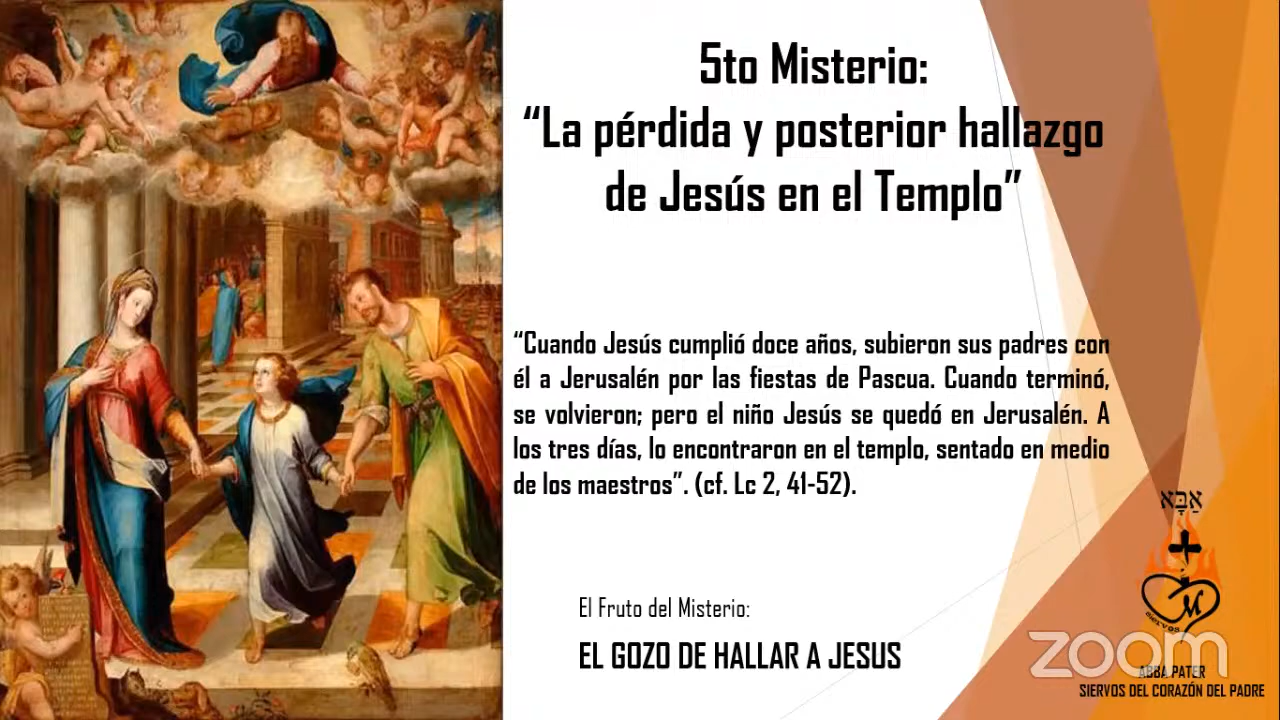 5to Misterio:
“La pérdida y posterior hallazgo
de Jesús en el Templo”
“Cuando Jesús cumplió doce años, subieron sus padres con
él a Jerusalén por las fiestas de Pascua. Cuando terminó,
se volvieron; pero el niño Jesús se quedó en Jerusalén. A
los tres días, lo encontraron en el templo, sentado en medio
de los maestros”. (cf. Lc 2, 41-52).
El Fruto del Misterio:
EL GOZO DE HALLAR A JESUS
אַבָּא
M
siervos
zoom
ABBA PATER
SIERVOS DEL CORAZÓN DEL PADRE